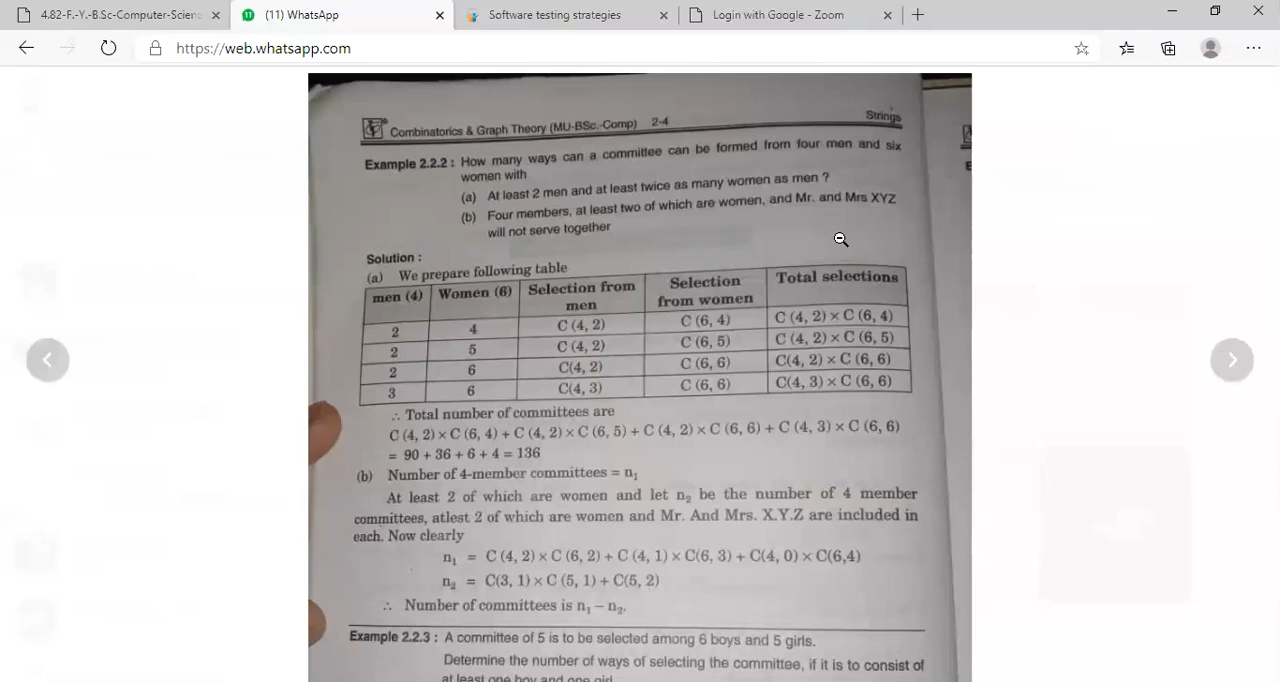 4.82-F.-Y.-B.Sc-Computer-Scien
(11) WhatsApp
Software testing strategies
Login with Google - Zoom
https://web.whatsapp.com
Combinatorics & Graph Theory (MU-BSc.-Comp) 2-4 Strings
Example 2.2.2 : How many ways can a committee can be formed from four men and six
women with
(a) At least 2 men and at least twice as many women as men ?
(b) Four members, at least two of which are women, and Mr. and Mrs XYZ
will not serve together
Solution :
(a) We prepare following table
men (4) Women (6) Selection from men Selection from women Total selections
2 4 C (4, 2) C (6, 4) C (4, 2) × C (6, 4)
2 5 C (4, 2) C (6, 5) C (4, 2) × C (6, 5)
2 6 C(4, 2) C (6, 6) C(4, 2) × C (6, 6)
3 6 C(4, 3) C (6, 6) C(4, 3) × C (6, 6)
∴ Total number of committees are
C (4, 2) × C (6, 4) + C (4, 2) × C (6, 5) + C (4, 2) × C (6, 6) + C (4, 3) × C (6, 6)
= 90 + 36 + 6 + 4 = 136
(b) Number of 4-member committees = n₁
At least 2 of which are women and let n₂ be the number of 4 member
committees, atlest 2 of which are women and Mr. And Mrs. X.Y.Z are included in
each. Now clearly
n₁ = C (4, 2) × C (6, 2) + C (4, 1) × C(6, 3) + C(4, 0) × C(6,4)
n₂ = C(3, 1) × C (5, 1) + C(5, 2)
∴ Number of committees is n₁ – n₂.
Example 2.2.3 : A committee of 5 is to be selected among 6 boys and 5 girls.
Determine the number of ways of selecting the committee, if it is to consist of
at least one boy and one girl